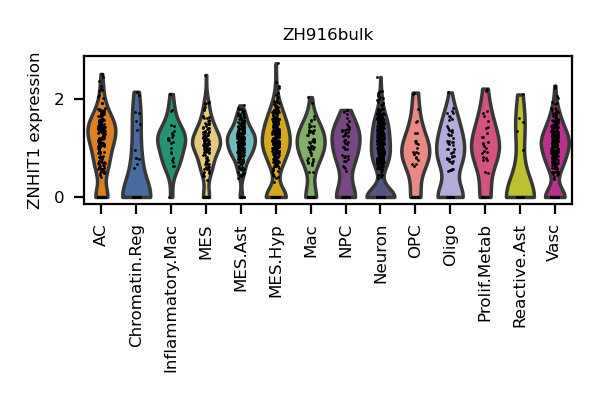 ZH916bulk
ZNHIT1 expression
2
0
AC
Chromatin.Reg
Inflammatory.Mac
MES
MES.Ast
MES.Hyp
Mac
NPC
Neuron
OPC
Oligo
Prolif.Metab
Reactive.Ast
Vasc